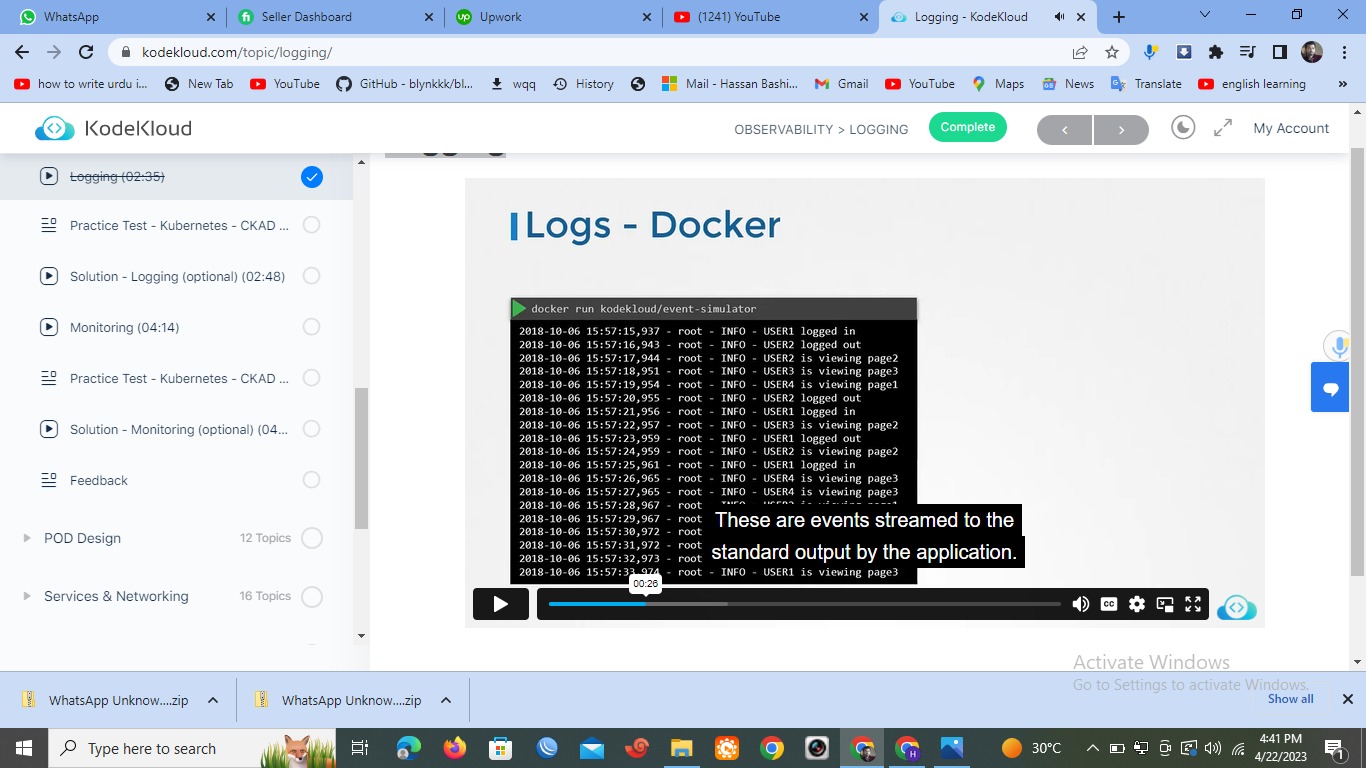 WhatsApp
Seller Dashboard
Upwork
(1241) YouTube
Logging - KodeKloud
kodekloud.com/topic/logging/
how to write urdu i...
New Tab
YouTube
GitHub - blynkkk/bl...
wqq
History
Mail - Hassan Bashi...
Gmail
YouTube
Maps
News
Translate
english learning
»
KodeKloud
OBSERVABILITY > LOGGING
Complete
My Account
Logging (02:35)
Practice Test - Kubernetes - CKAD ...
Solution - Logging (optional) (02:48)
Monitoring (04:14)
Practice Test - Kubernetes - CKAD ...
Solution - Monitoring (optional) (04...
Feedback
POD Design
12 Topics
Services & Networking
16 Topics
Logs - Docker
docker run kodekloud/event-simulator
2018-10-06 15:57:15,937 - root - INFO - USER1 logged in
2018-10-06 15:57:16,943 - root - INFO - USER2 logged out
2018-10-06 15:57:17,944 - root - INFO - USER2 is viewing page2
2018-10-06 15:57:18,951 - root - INFO - USER3 is viewing page3
2018-10-06 15:57:19,954 - root - INFO - USER4 is viewing page1
2018-10-06 15:57:20,955 - root - INFO - USER2 logged out
2018-10-06 15:57:21,956 - root - INFO - USER1 logged in
2018-10-06 15:57:22,957 - root - INFO - USER3 is viewing page2
2018-10-06 15:57:23,959 - root - INFO - USER1 logged out
2018-10-06 15:57:24,959 - root - INFO - USER2 is viewing page2
2018-10-06 15:57:25,961 - root - INFO - USER1 logged in
2018-10-06 15:57:26,965 - root - INFO - USER4 is viewing page3
2018-10-06 15:57:27,965 - root - INFO - USER4 is viewing page3
2018-10-06 15:57:28,967 - root
2018-10-06 15:57:29,967 - root
2018-10-06 15:57:30,972 - root
2018-10-06 15:57:31,972 - root
2018-10-06 15:57:32,973 - root
2018-10-06 15:57:33,974 - root - INFO - USER1 is viewing page3
These are events streamed to the
standard output by the application.
00:26
CC
Activate Windows
Go to Settings to activate Windows.
WhatsApp Unknow....zip
WhatsApp Unknow....zip
Show all
Type here to search
30°C
4:41 PM
4/22/2023
1